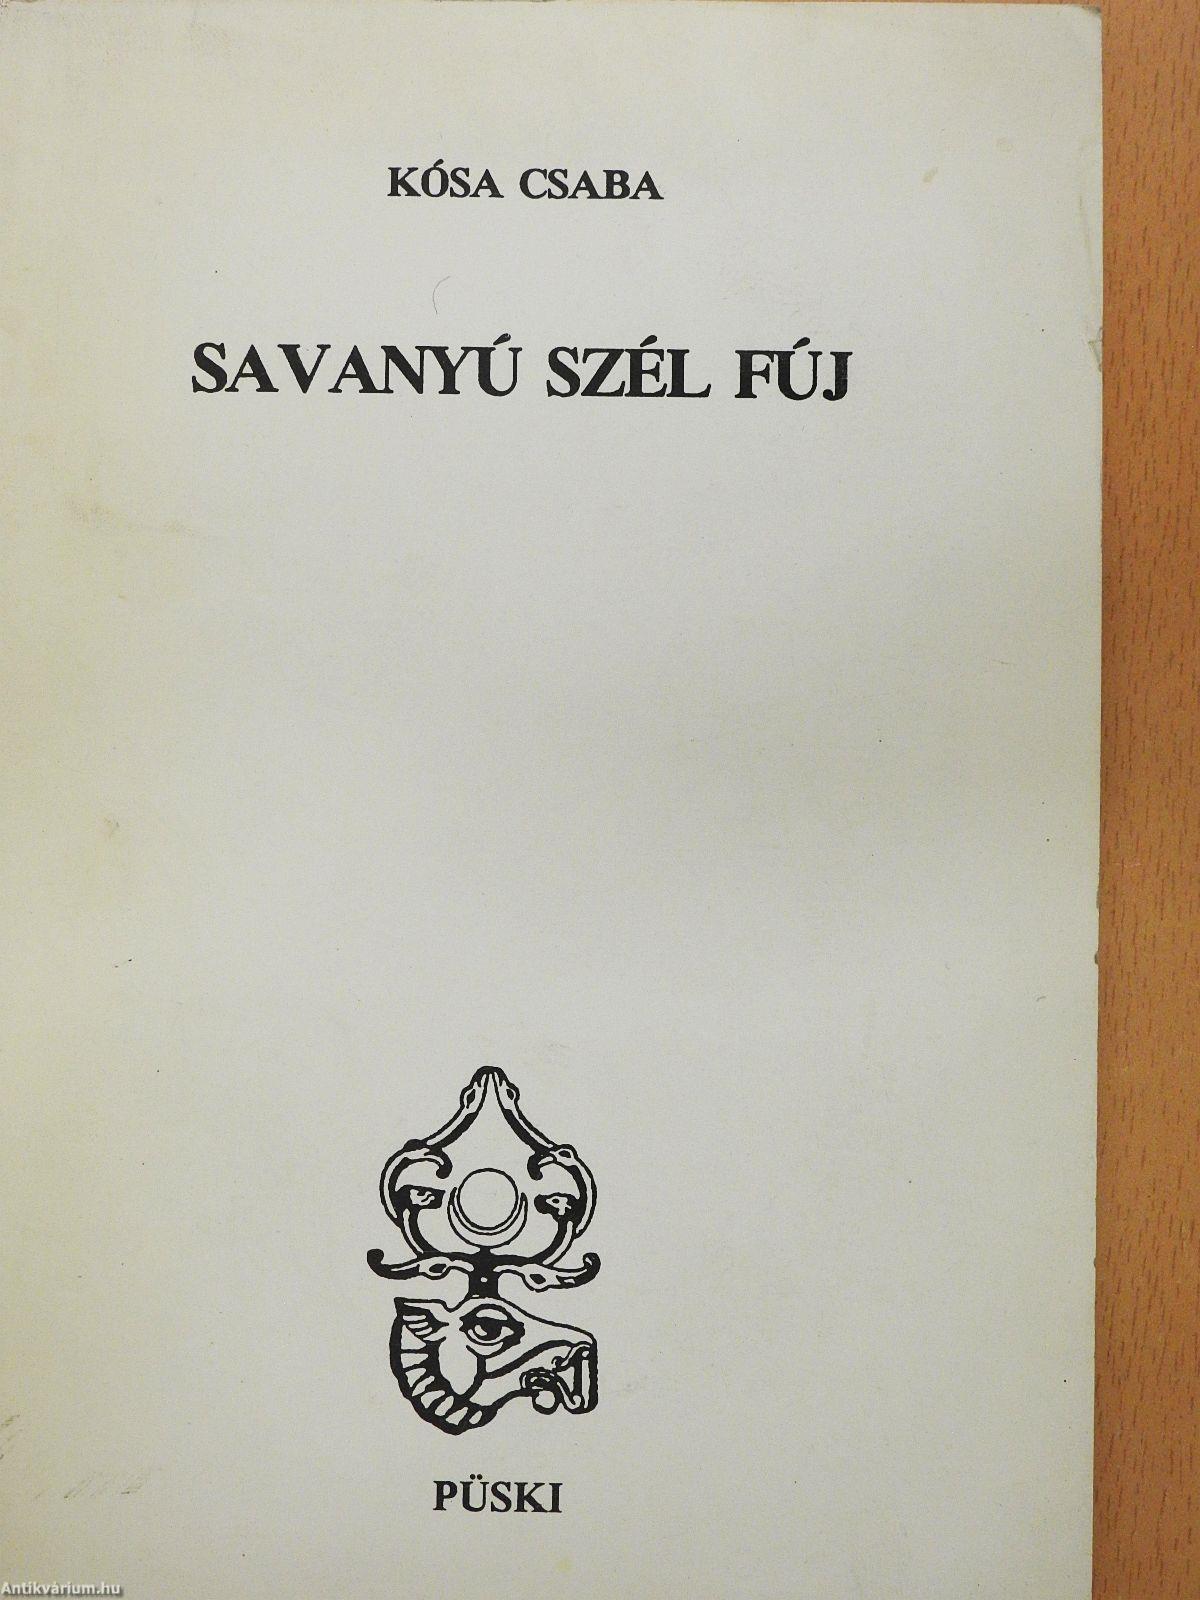 KÓSA CSABA
SAVANYÚ SZÉL FÚJ
PÜSKI
Antikvárium.hu